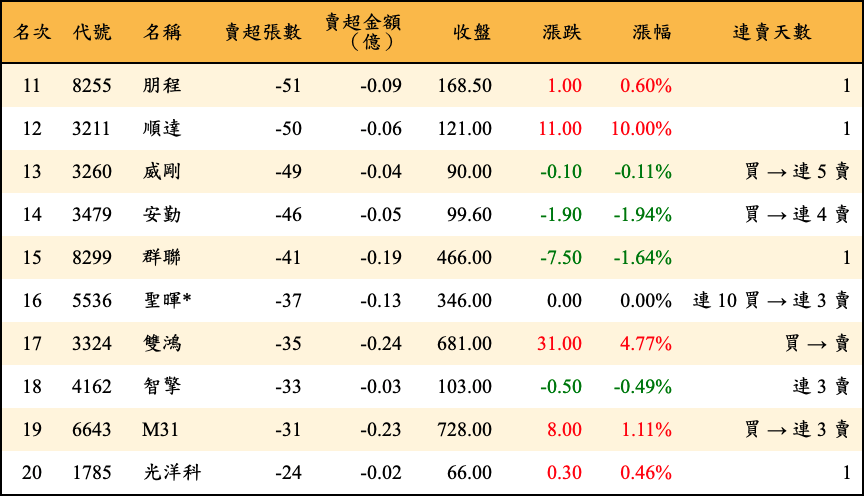 名次 代號 名稱 賣超張數 賣超金額（億） 收盤 漲跌 漲幅 連賣天數
11 8255 朋程 -51 -0.09 168.50 1.00 0.60% 1
12 3211 順達 -50 -0.06 121.00 11.00 10.00% 1
13 3260 威剛 -49 -0.04 90.00 -0.10 -0.11% 買 → 連 5 賣
14 3479 安勤 -46 -0.05 99.60 -1.90 -1.94% 買 → 連 4 賣
15 8299 群聯 -41 -0.19 466.00 -7.50 -1.64% 1
16 5536 聖暉* -37 -0.13 346.00 0.00 0.00% 連 10 買 → 連 3 賣
17 3324 雙鴻 -35 -0.24 681.00 31.00 4.77% 買 → 賣
18 4162 智擎 -33 -0.03 103.00 -0.50 -0.49% 連 3 賣
19 6643 M31 -31 -0.23 728.00 8.00 1.11% 買 → 連 3 賣
20 1785 光洋科 -24 -0.02 66.00 0.30 0.46% 1